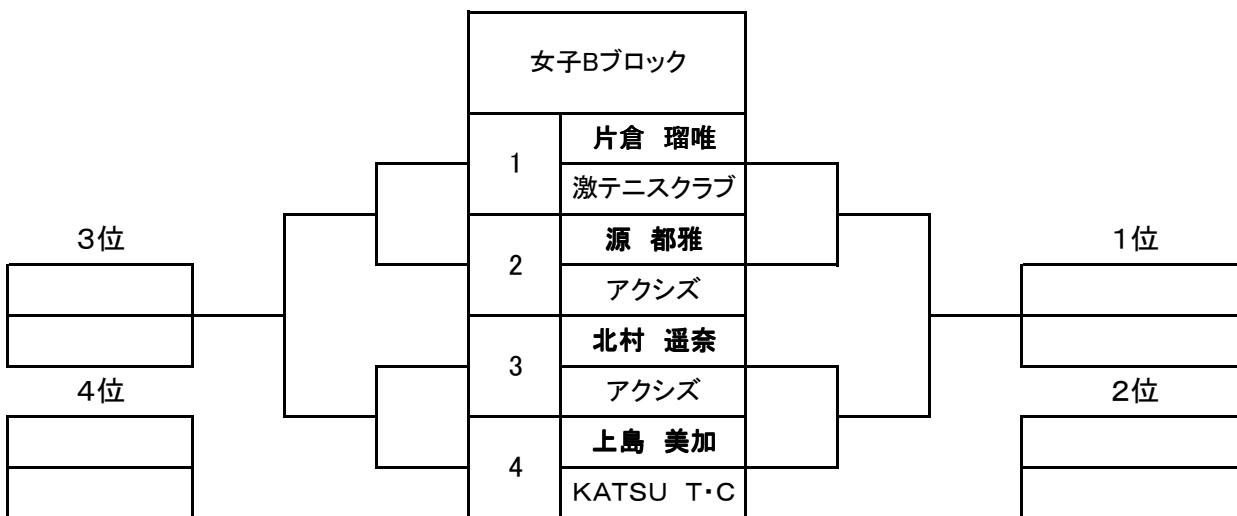 女子Bブロック
1
片倉　瑠唯
激テニスクラブ
2
源　都雅
アクシズ
3
北村　遥奈
アクシズ
4
上島　美加
KATSU　T・C
3位
4位
1位
2位